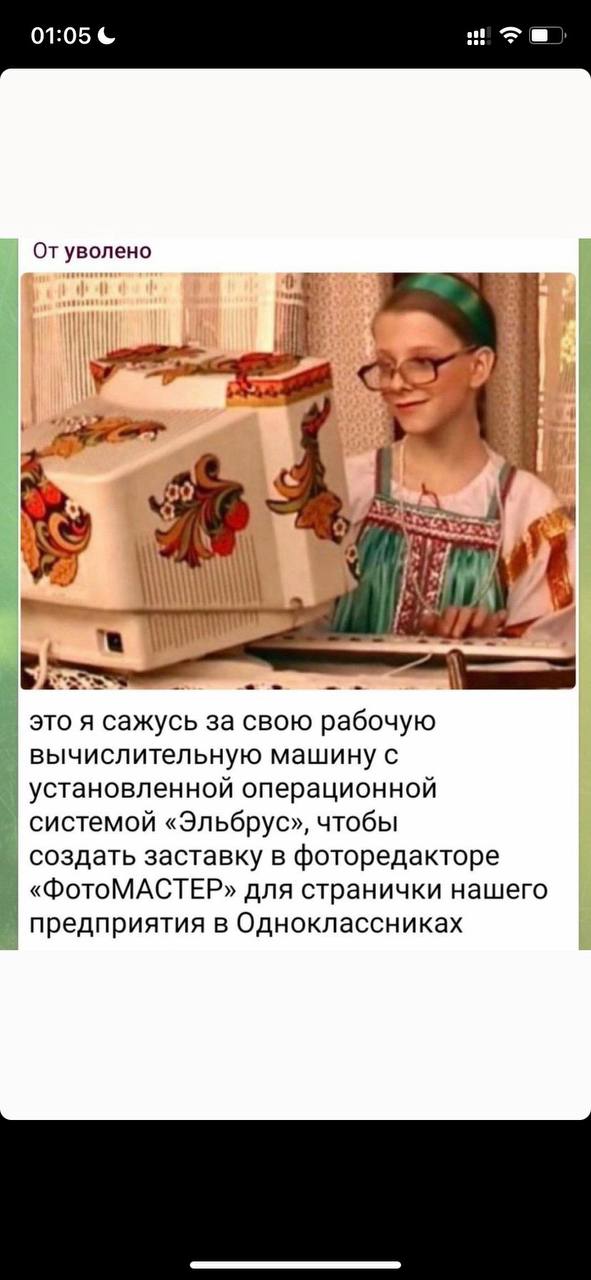 01:05
От уволено
это я сажусь за свою рабочую
вычислительную машину с
установленной операционной
системой «Эльбрус», чтобы
создать заставку в фоторедакторе
«ФотоМАСТЕР» для странички нашего
предприятия в Одноклассниках